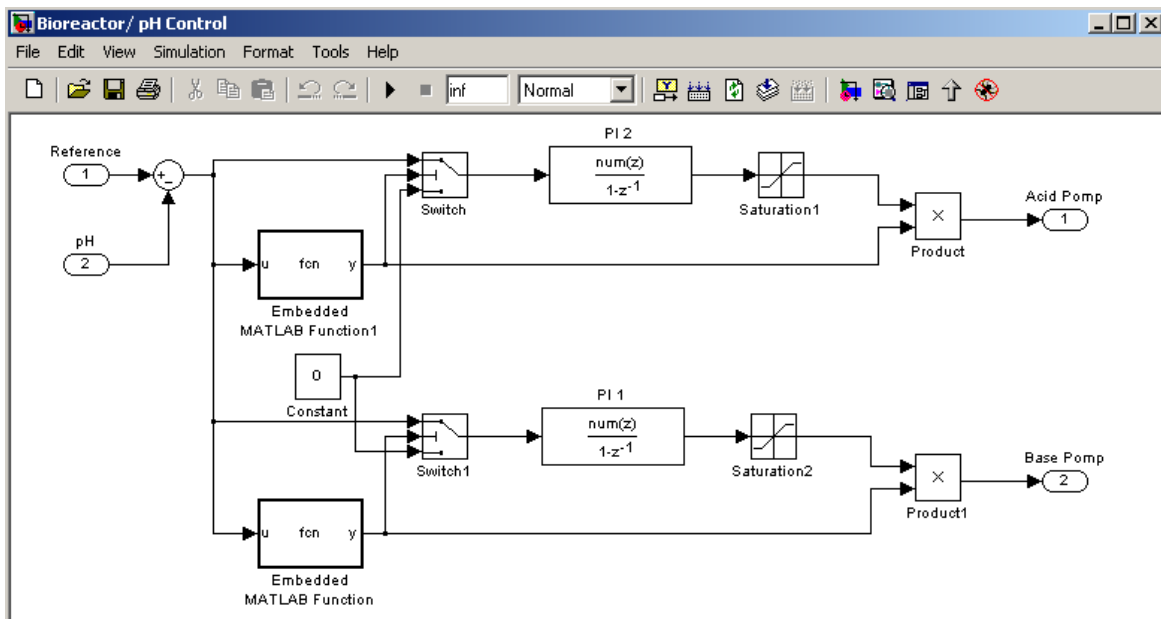 Bioreactor/ pH Control
File Edit View Simulation Format Tools Help
inf Normal
PI 2
Reference
1
num(z)
1-z⁻¹
Switch
Saturation1
Acid Pomp
1
×
Product
pH
2
u fcn y
Embedded
MATLAB Function1
0
Constant
PI 1
num(z)
1-z⁻¹
Switch1
Saturation2
Base Pomp
2
×
Product1
u fcn y
Embedded
MATLAB Function